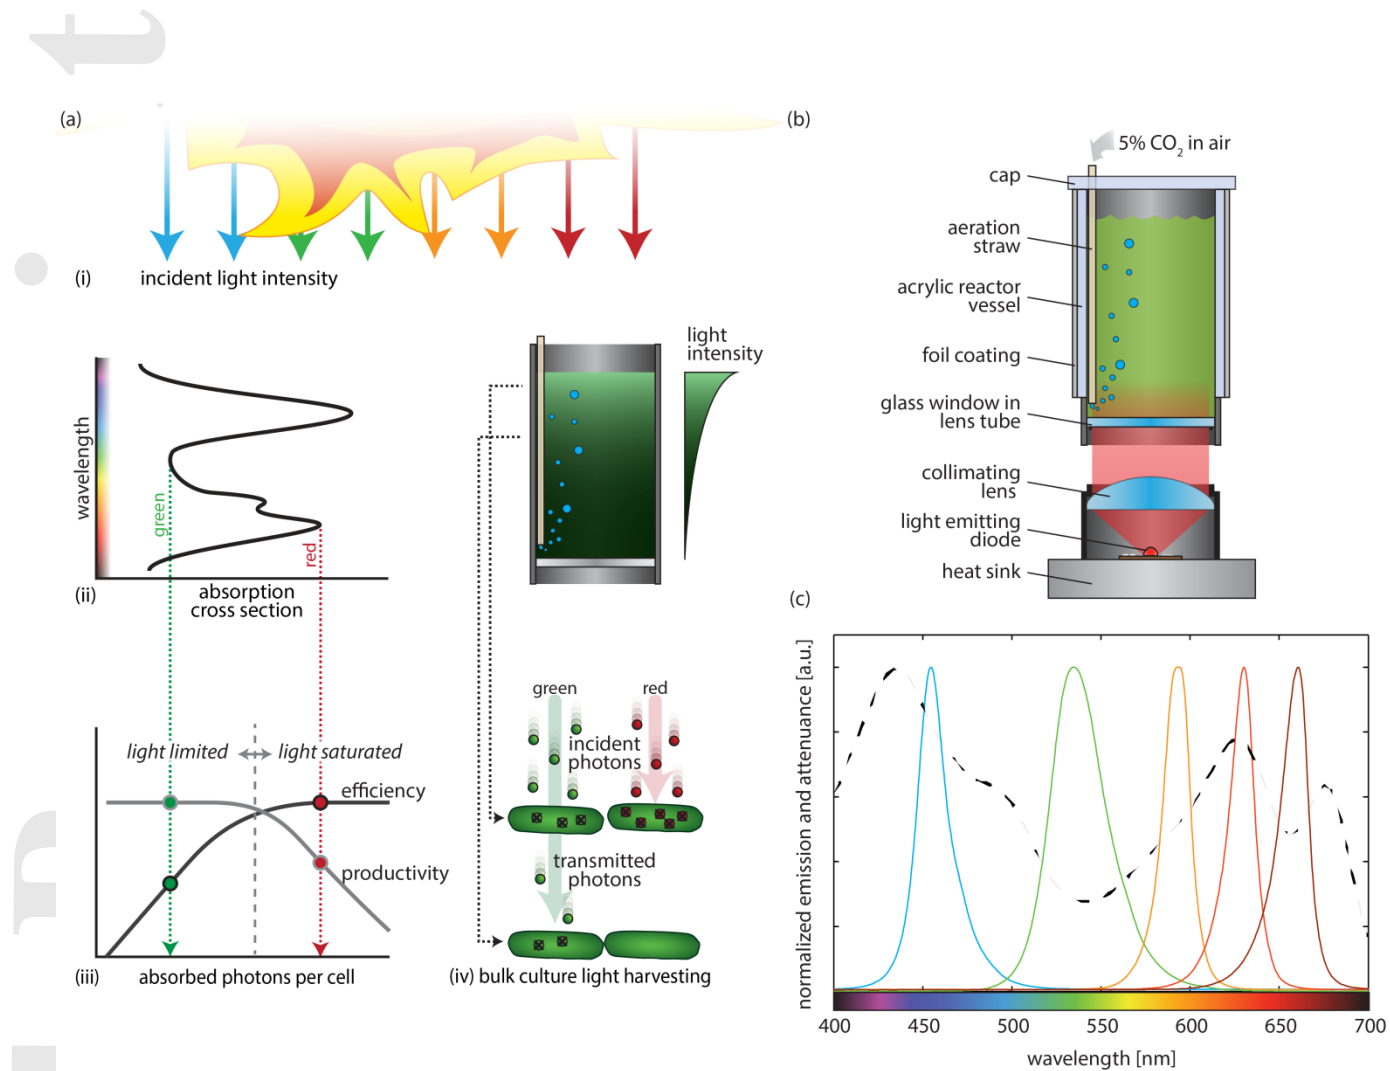 (a)
(i)
incident light intensity
wavelength
green
red
(ii)
absorption
cross section
light
intensity
light limited
light saturated
efficiency
productivity
(iii)
absorbed photons per cell
green
red
incident
photons
transmitted
photons
(iv) bulk culture light harvesting
(b)
5% CO₂ in air
cap
aeration
straw
acrylic reactor
vessel
foil coating
glass window in
lens tube
collimating
lens
light emitting
diode
heat sink
(c)
normalized emission and attenuance [a.u.]
400 450 500 550 600 650 700
wavelength [nm]